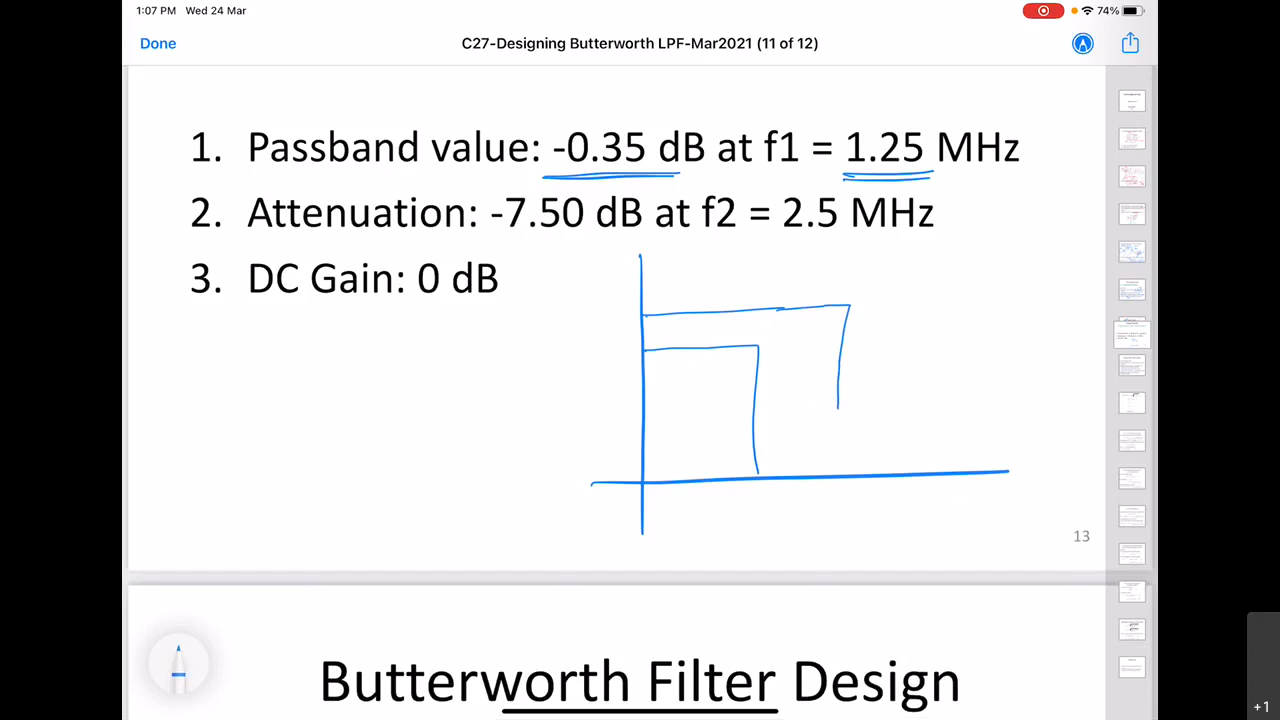 1:07 PM Wed 24 Mar 74%
Done C27-Designing Butterworth LPF-Mar2021 (11 of 12)
1. Passband value: -0.35 dB at f1 = 1.25 MHz
2. Attenuation: -7.50 dB at f2 = 2.5 MHz
3. DC Gain: 0 dB
13
Butterworth Filter Design
+1